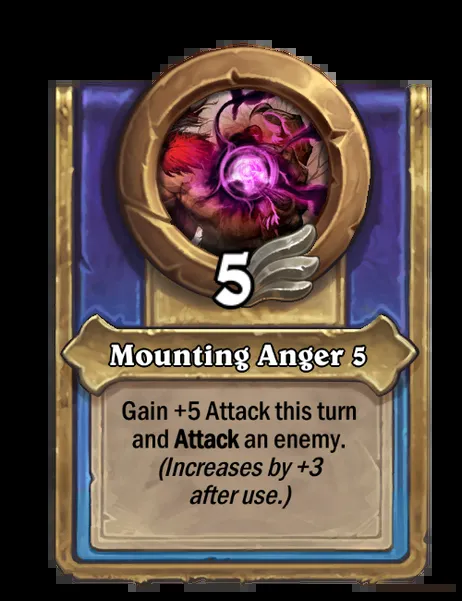 5
Mounting Anger 5
Gain +5 Attack this turn
and Attack an enemy.
(Increases by +3
after use.)